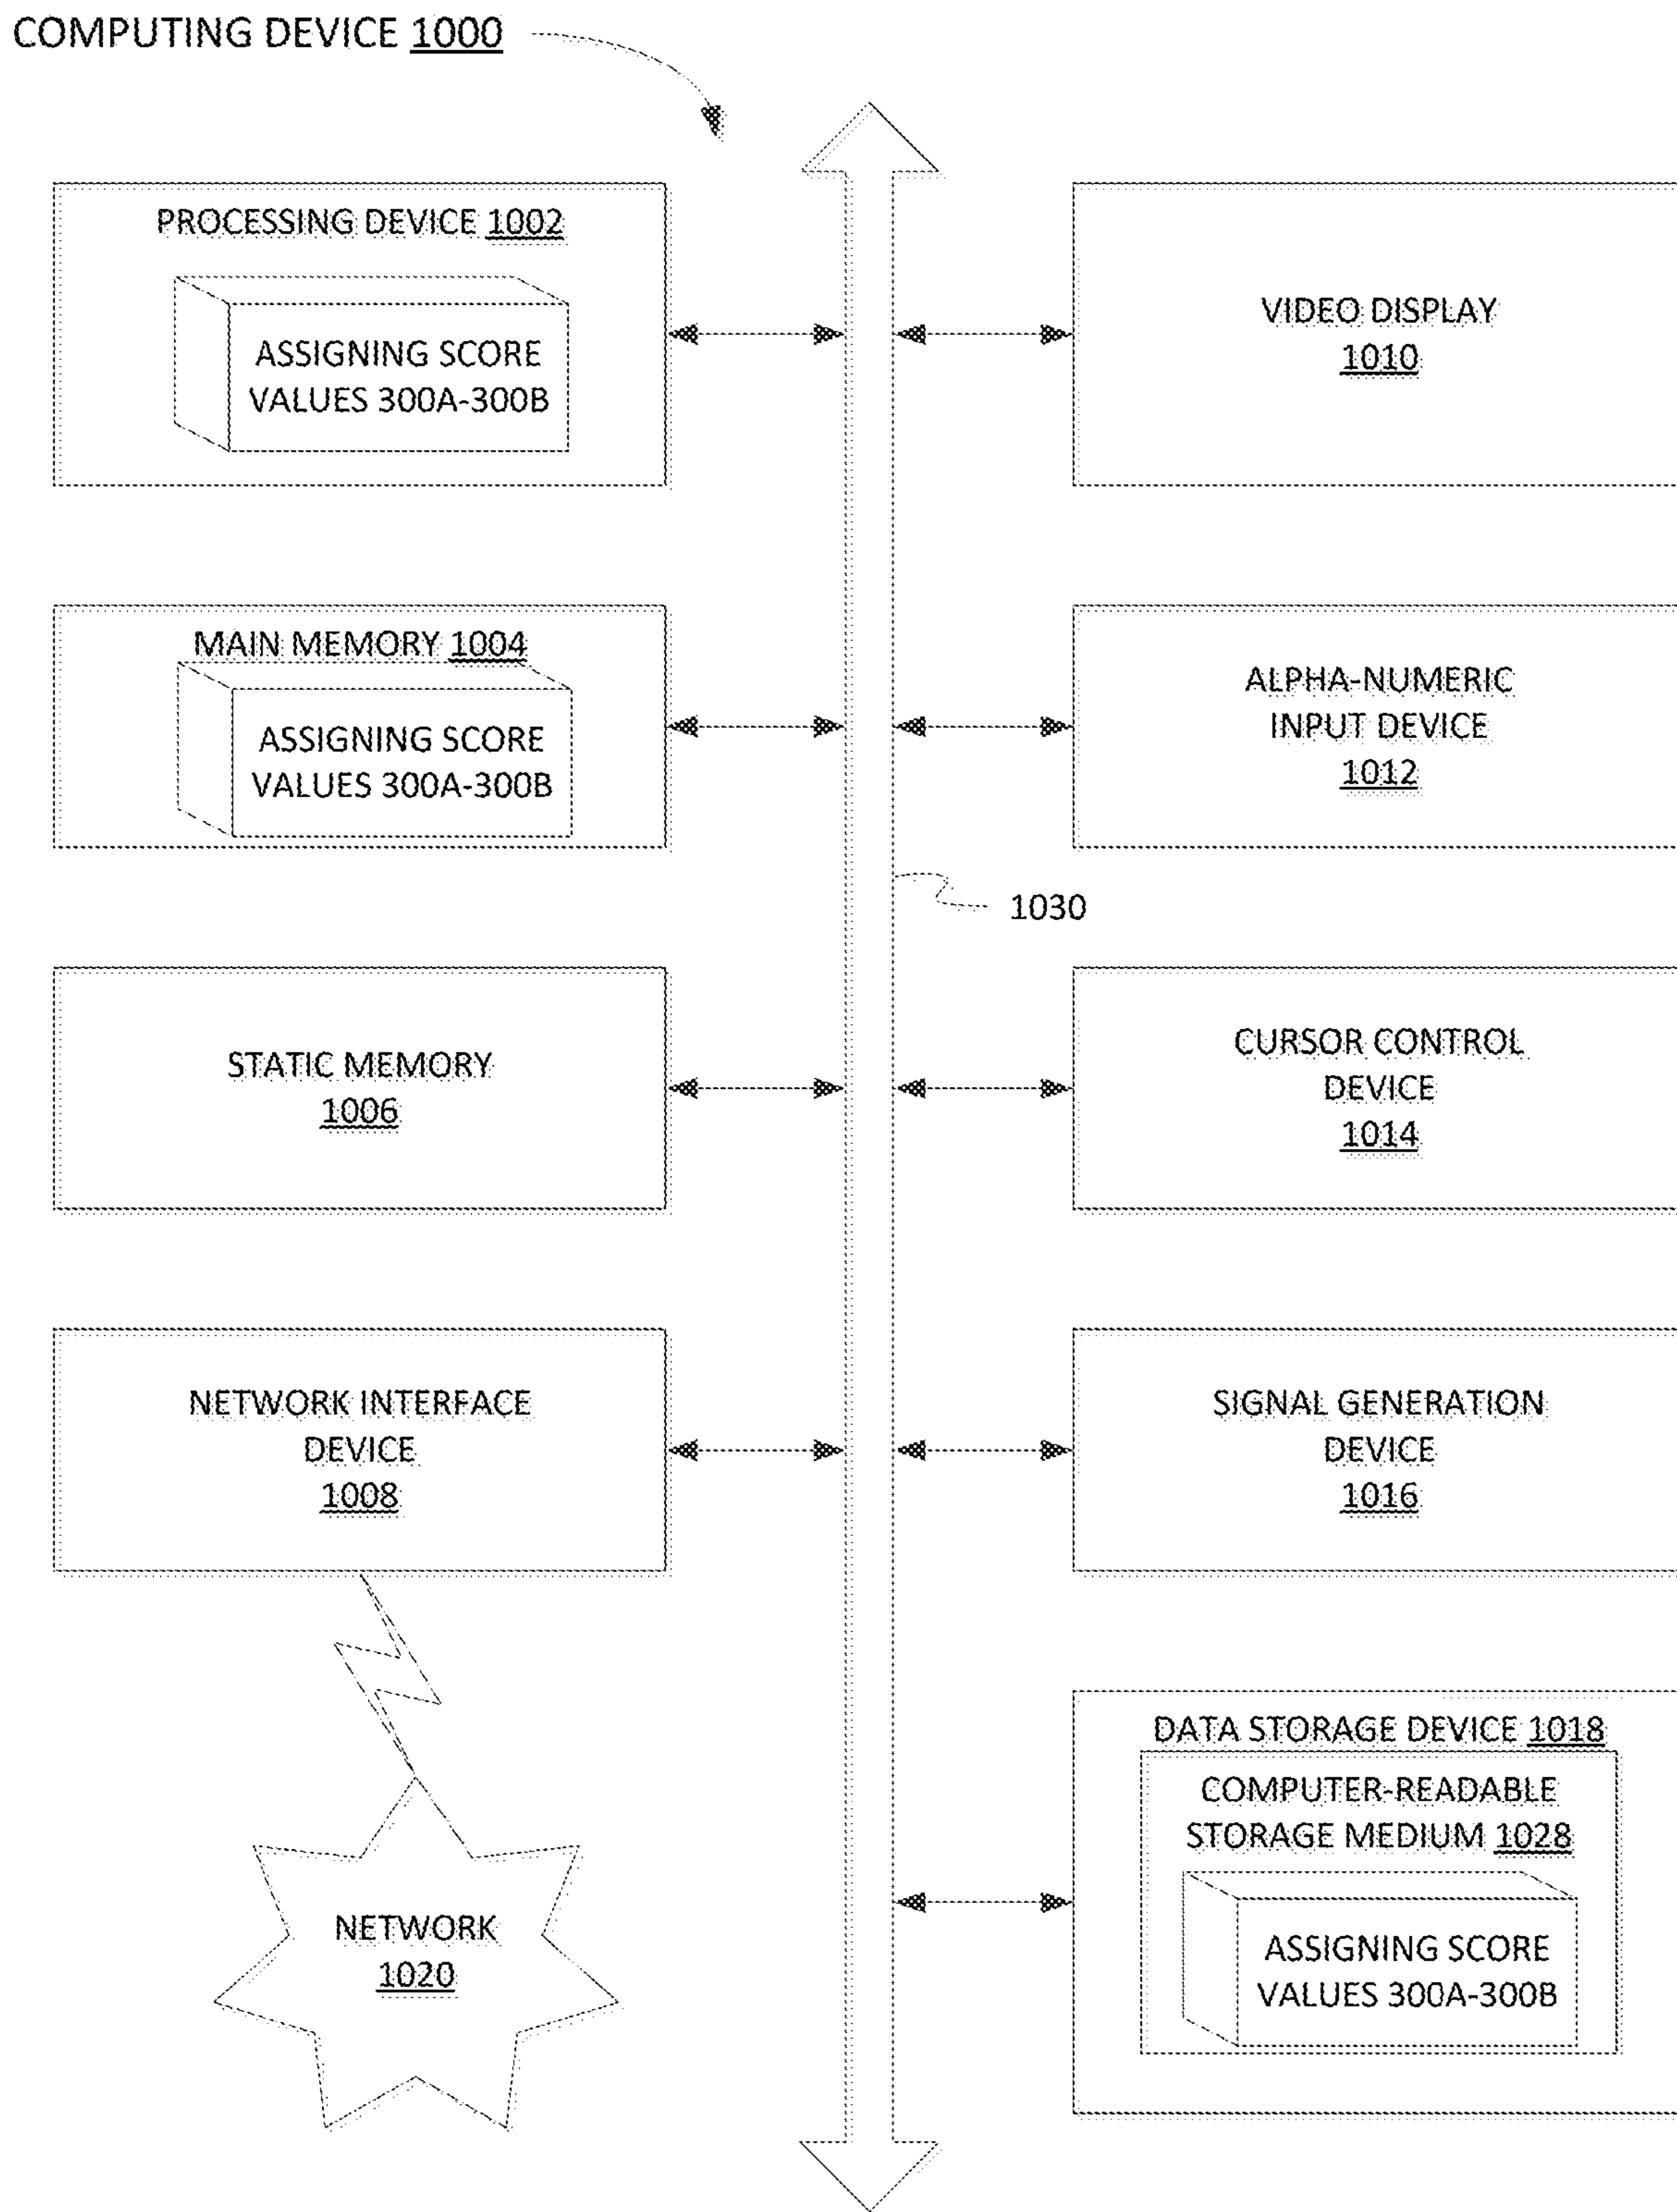 COMPUTING DEVICE 1000
PROCESSING DEVICE 1002
ASSIGNING SCORE
VALUES 300A-300B
VIDEO DISPLAY
1010
MAIN MEMORY 1004
ASSIGNING SCORE
VALUES 300A-300B
ALPHA-NUMERIC
INPUT DEVICE
1012
1030
STATIC MEMORY
1006
CURSOR CONTROL
DEVICE
1014
NETWORK INTERFACE
DEVICE
1008
SIGNAL GENERATION
DEVICE
1016
DATA STORAGE DEVICE 1018
COMPUTER-READABLE
STORAGE MEDIUM 1028
ASSIGNING SCORE
VALUES 300A-300B
NETWORK
1020